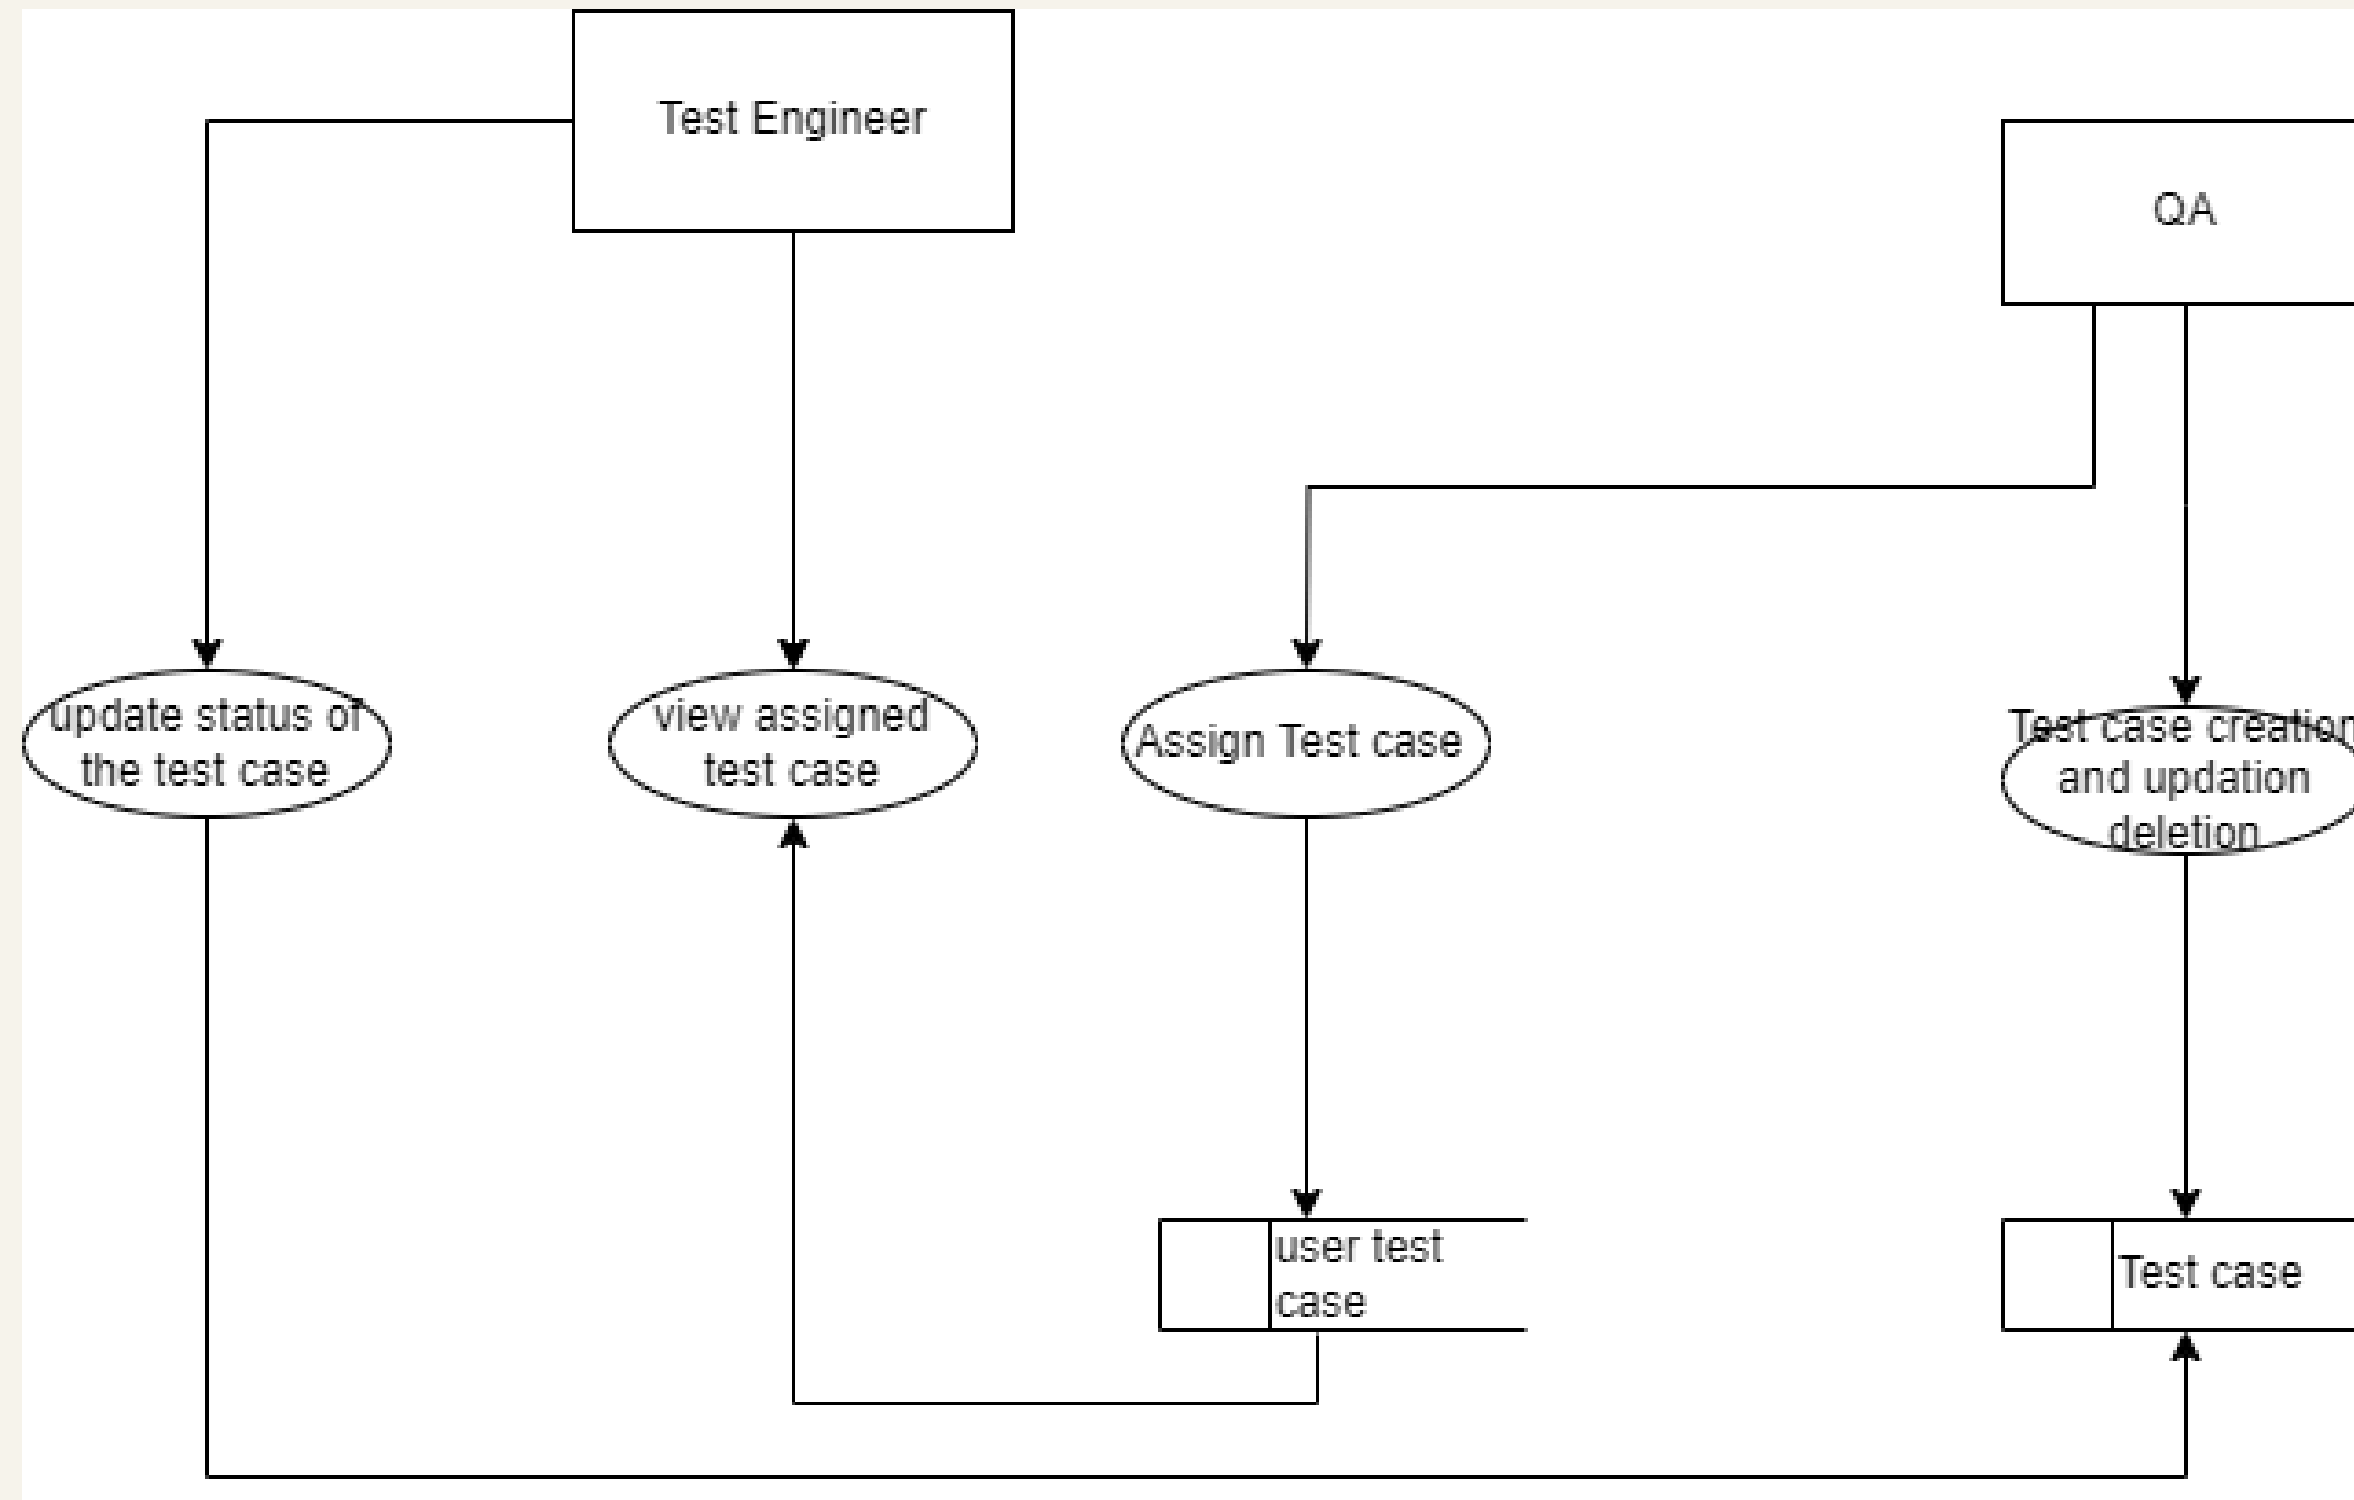 Test Engineer
QA
update status of
the test case
view assigned
test case
Assign Test case
Test case creation
and updation
deletion
user test
case
Test case